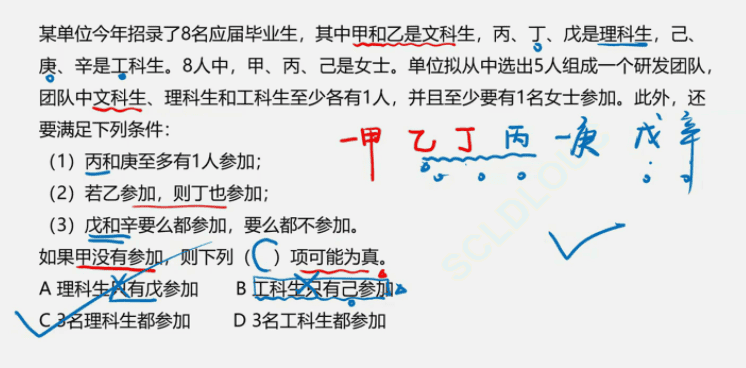 某单位今年招录了8名应届毕业生，其中甲和乙是文科生，丙、丁、戊是理科生，己、
庚、辛是工科生。8人中，甲、丙、己是女士。单位拟从中选出5人组成一个研发团队，
团队中文科生、理科生和工科生至少各有1人，并且至少要有1名女士参加。此外，还
要满足下列条件：
一甲 乙 丁 丙 一庚 戊 辛
（1）丙和庚至多有1人参加；
（2）若乙参加，则丁也参加；
（3）戊和辛要么都参加，要么都不参加。
如果甲没有参加，则下列（C）项可能为真。
A 理科生只有戊参加 B 工科生只有己参加
C 3名理科生都参加 D 3名工科生都参加